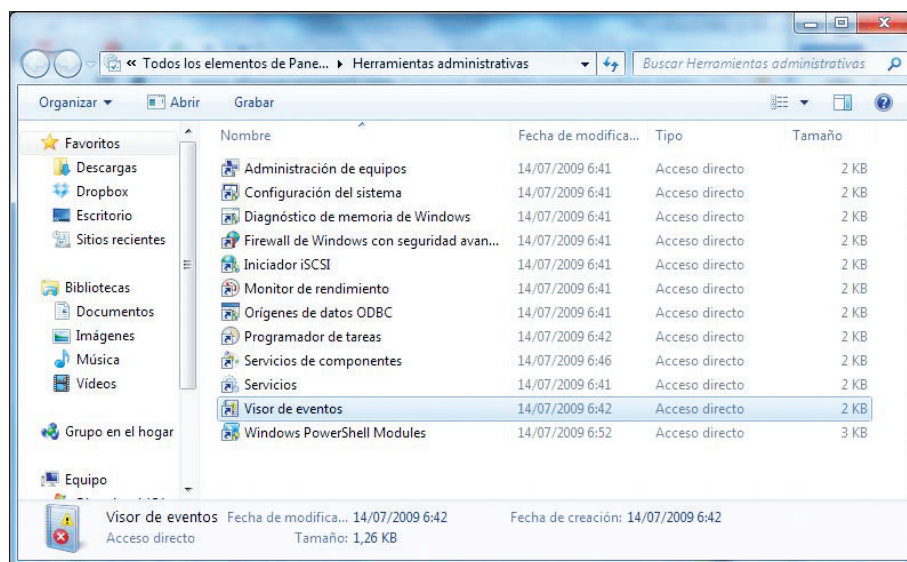 « Todos los elementos de Pane... ▸ Herramientas administrativas
Buscar Herramientas administrativas
Organizar Abrir Grabar
Favoritos
Descargas
Dropbox
Escritorio
Sitios recientes
Bibliotecas
Documentos
Imágenes
Música
Vídeos
Grupo en el hogar
Equipo
Nombre Fecha de modifica... Tipo Tamaño
Administración de equipos 14/07/2009 6:41 Acceso directo 2 KB
Configuración del sistema 14/07/2009 6:41 Acceso directo 2 KB
Diagnóstico de memoria de Windows 14/07/2009 6:41 Acceso directo 2 KB
Firewall de Windows con seguridad avan... 14/07/2009 6:41 Acceso directo 2 KB
Iniciador iSCSI 14/07/2009 6:41 Acceso directo 2 KB
Monitor de rendimiento 14/07/2009 6:41 Acceso directo 2 KB
Orígenes de datos ODBC 14/07/2009 6:41 Acceso directo 2 KB
Programador de tareas 14/07/2009 6:42 Acceso directo 2 KB
Servicios de componentes 14/07/2009 6:46 Acceso directo 2 KB
Servicios 14/07/2009 6:41 Acceso directo 2 KB
Visor de eventos 14/07/2009 6:42 Acceso directo 2 KB
Windows PowerShell Modules 14/07/2009 6:52 Acceso directo 3 KB
Visor de eventos Fecha de modifica... 14/07/2009 6:42 Fecha de creación: 14/07/2009 6:42
Acceso directo Tamaño: 1,26 KB